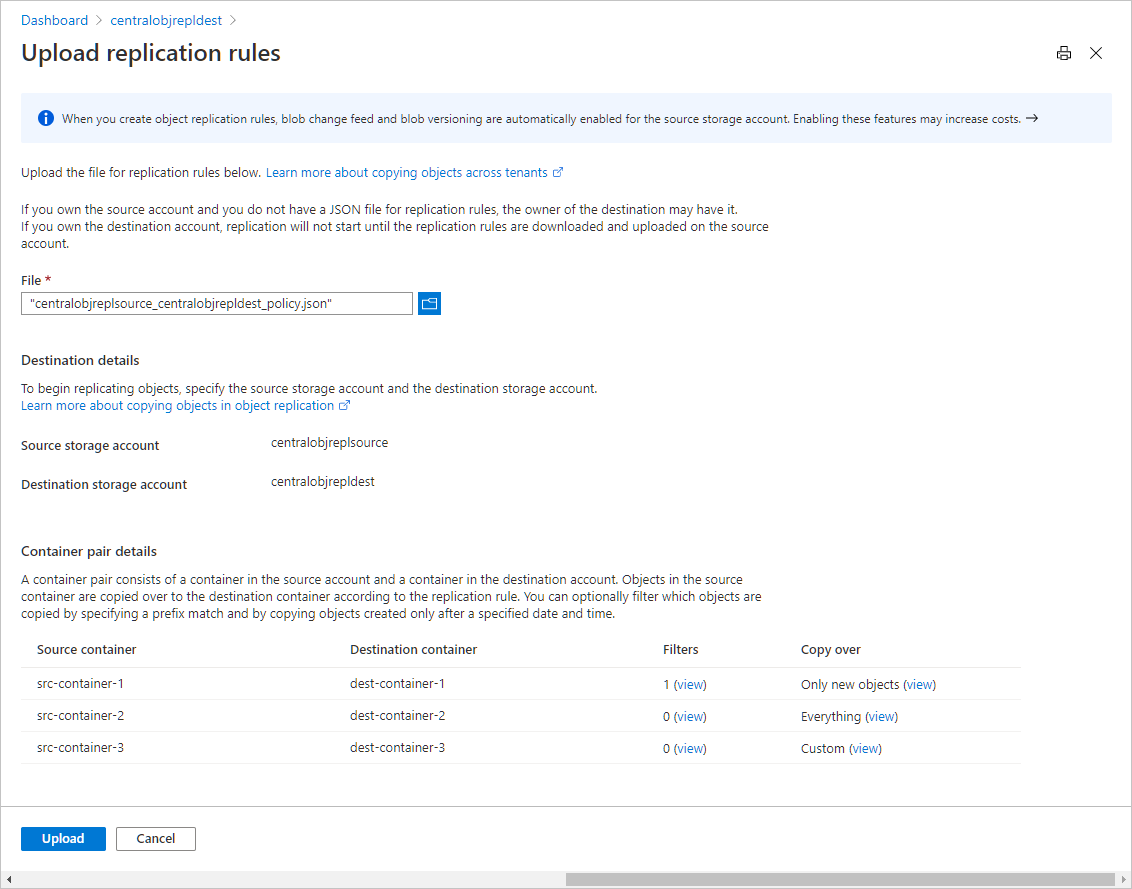 Dashboard > centralobjrepldest >
Upload replication rules
When you create object replication rules, blob change feed and blob versioning are automatically enabled for the source storage account. Enabling these features may increase costs. →
Upload the file for replication rules below. Learn more about copying objects across tenants
If you own the source account and you do not have a JSON file for replication rules, the owner of the destination may have it.
If you own the destination account, replication will not start until the replication rules are downloaded and uploaded on the source
account.
File *
"centralobjreplsource_centralobjrepldest_policy.json"
Destination details
To begin replicating objects, specify the source storage account and the destination storage account.
Learn more about copying objects in object replication
Source storage account centralobjreplsource
Destination storage account centralobjrepldest
Container pair details
A container pair consists of a container in the source account and a container in the destination account. Objects in the source
container are copied over to the destination container according to the replication rule. You can optionally filter which objects are
copied by specifying a prefix match and by copying objects created only after a specified date and time.
Source container Destination container Filters Copy over
src-container-1 dest-container-1 1 (view) Only new objects (view)
src-container-2 dest-container-2 0 (view) Everything (view)
src-container-3 dest-container-3 0 (view) Custom (view)
Upload Cancel